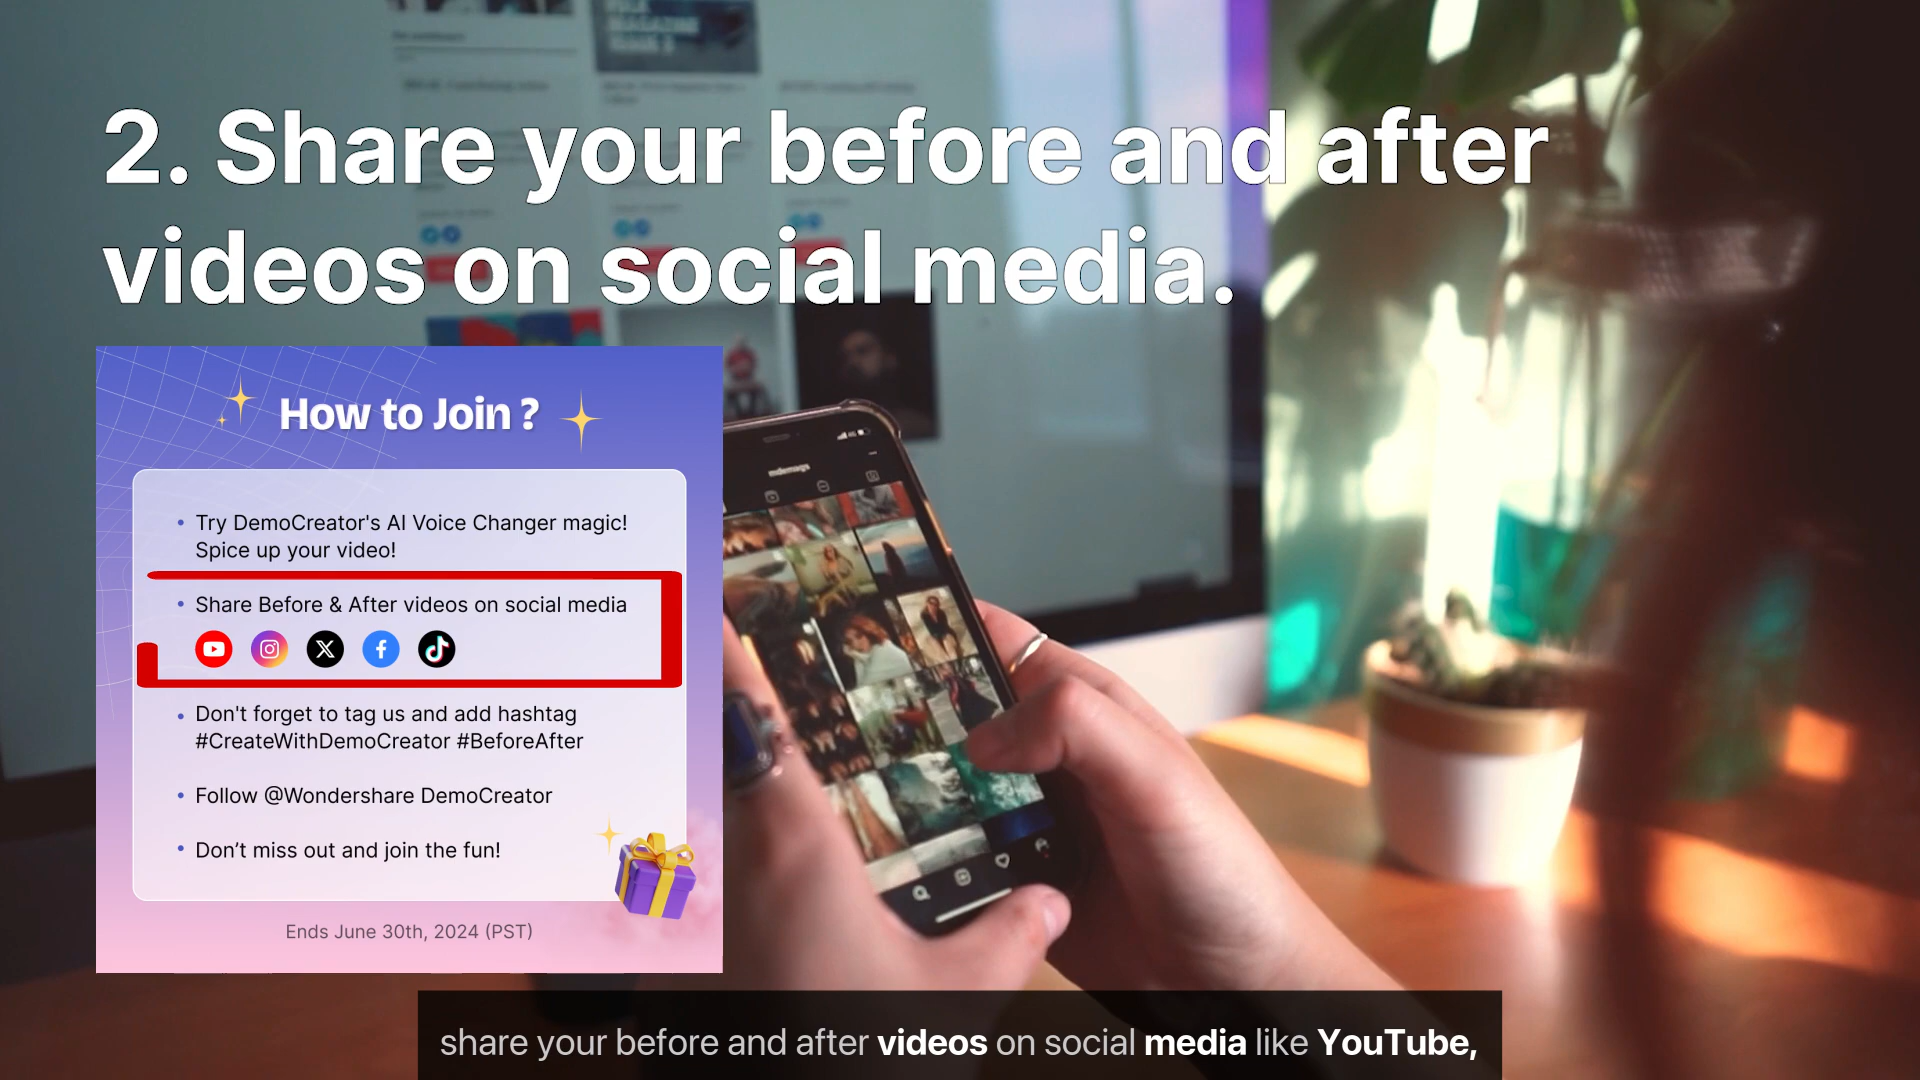 2. Share your before and after
videos on social media.
How to Join ?
• Try DemoCreator's AI Voice Changer magic!
Spice up your video!
• Share Before & After videos on social media
• Don't forget to tag us and add hashtag
#CreateWithDemoCreator #BeforeAfter
• Follow @Wondershare DemoCreator
• Don’t miss out and join the fun!
Ends June 30th, 2024 (PST)
share your before and after videos on social media like YouTube,